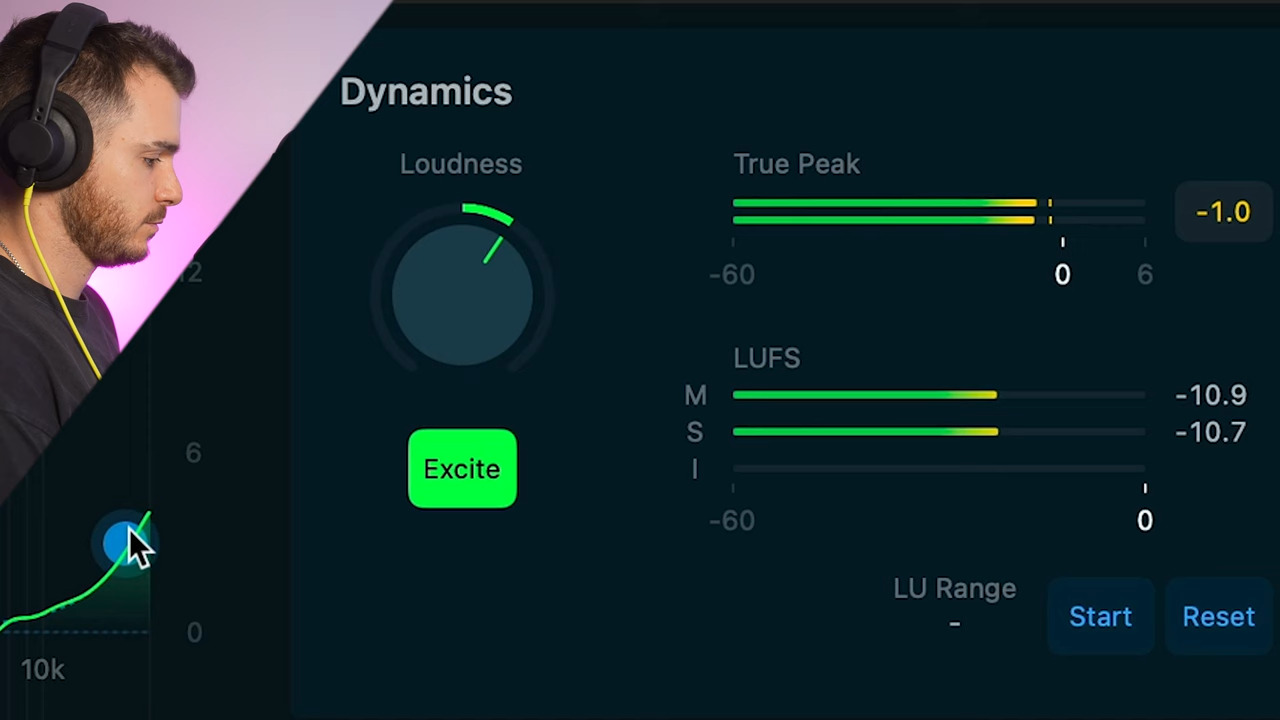 Dynamics
Loudness
True Peak
-1.0
-60 0 6
12
LUFS
M -10.9
S -10.7
I
-60 0
Excite
6
0
10k
LU Range
-
Start
Reset